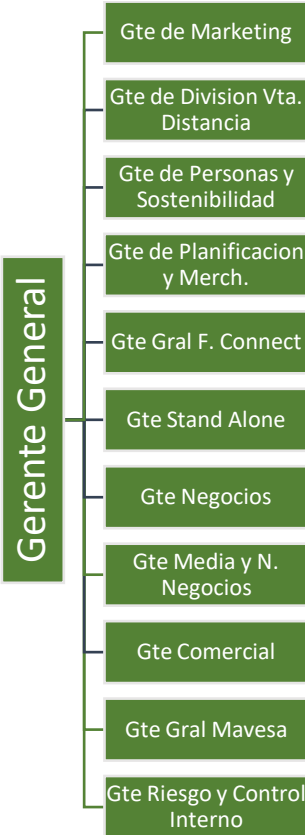 Gerente General
Gte de Marketing
Gte de Division Vta.
Distancia
Gte de Personas y
Sostenibilidad
Gte de Planificacion
y Merch.
Gte Gral F. Connect
Gte Stand Alone
Gte Negocios
Gte Media y N.
Negocios
Gte Comercial
Gte Gral Mavesa
Gte Riesgo y Control
Interno